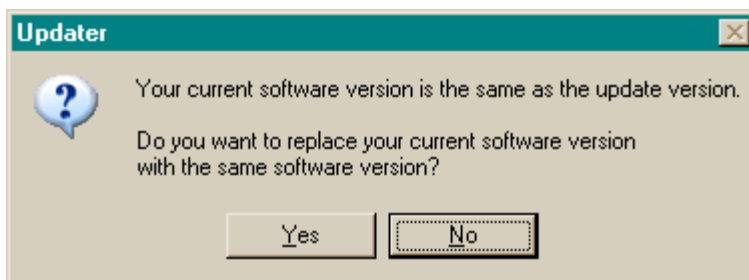 Updater
Your current software version is the same as the update version.
Do you want to replace your current software version
with the same software version?
Yes
No